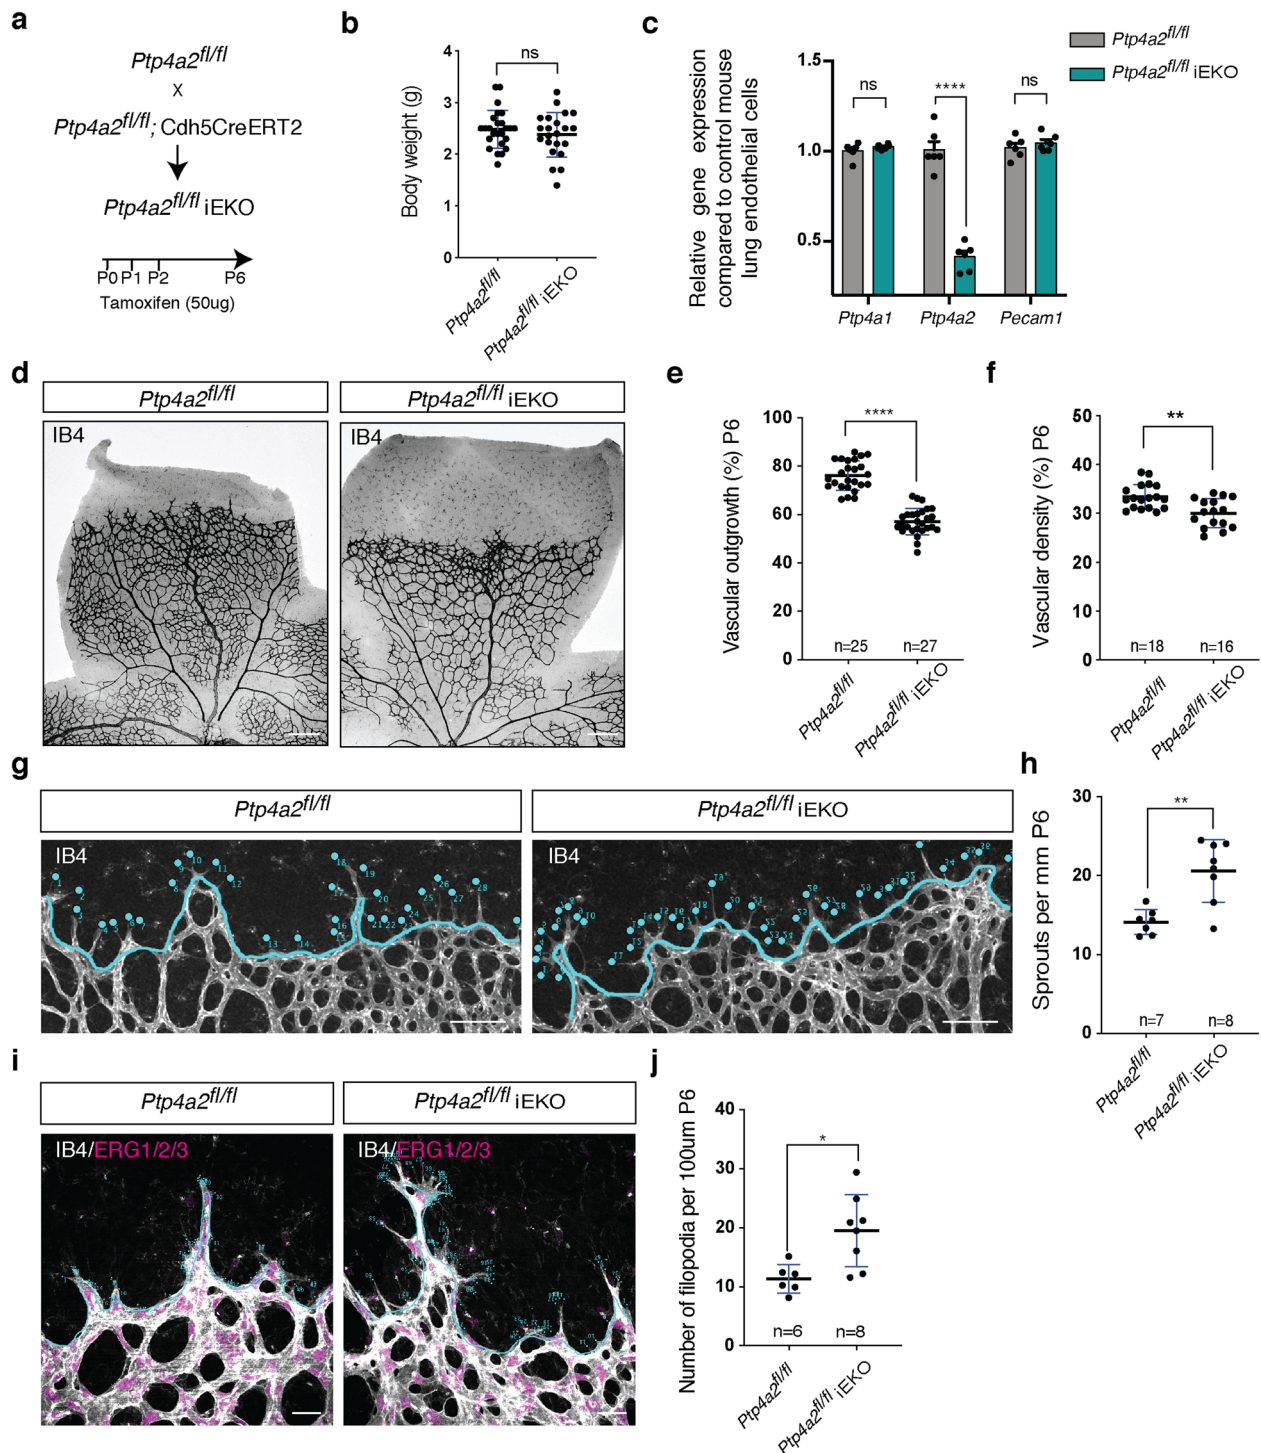 a
Ptp4a2fl/fl
X
Ptp4a2fl/fl; Cdh5CreERT2
Ptp4a2fl/fl iEKO
P0 P1 P2 P6
Tamoxifen (50ug)
b
Body weight (g)
4
3
2
1
0
ns
Ptp4a2fl/fl
Ptp4a2fl/fl iEKO
c
Relative gene expression
compared to control mouse
lung endothelial cells
1.5
1.0
0.5
ns
****
ns
Ptp4a1
Ptp4a2
Pecam1
Ptp4a2fl/fl
Ptp4a2fl/fl iEKO
d
Ptp4a2fl/fl
Ptp4a2fl/fl iEKO
IB4
IB4
e
Vascular outgrowth (%) P6
100
80
60
40
20
0
****
n=25
n=27
Ptp4a2fl/fl
Ptp4a2fl/fl iEKO
f
Vascular density (%) P6
50
40
30
20
10
0
**
n=18
n=16
Ptp4a2fl/fl
Ptp4a2fl/fl iEKO
g
Ptp4a2fl/fl
Ptp4a2fl/fl iEKO
IB4
IB4
h
Sprouts per mm P6
30
20
10
0
**
n=7
n=8
Ptp4a2fl/fl
Ptp4a2fl/fl iEKO
i
Ptp4a2fl/fl
Ptp4a2fl/fl iEKO
IB4/ERG1/2/3
IB4/ERG1/2/3
j
Number of filopodia per 100um P6
40
30
20
10
0
*
n=6
n=8
Ptp4a2fl/fl
Ptp4a2fl/fl iEKO